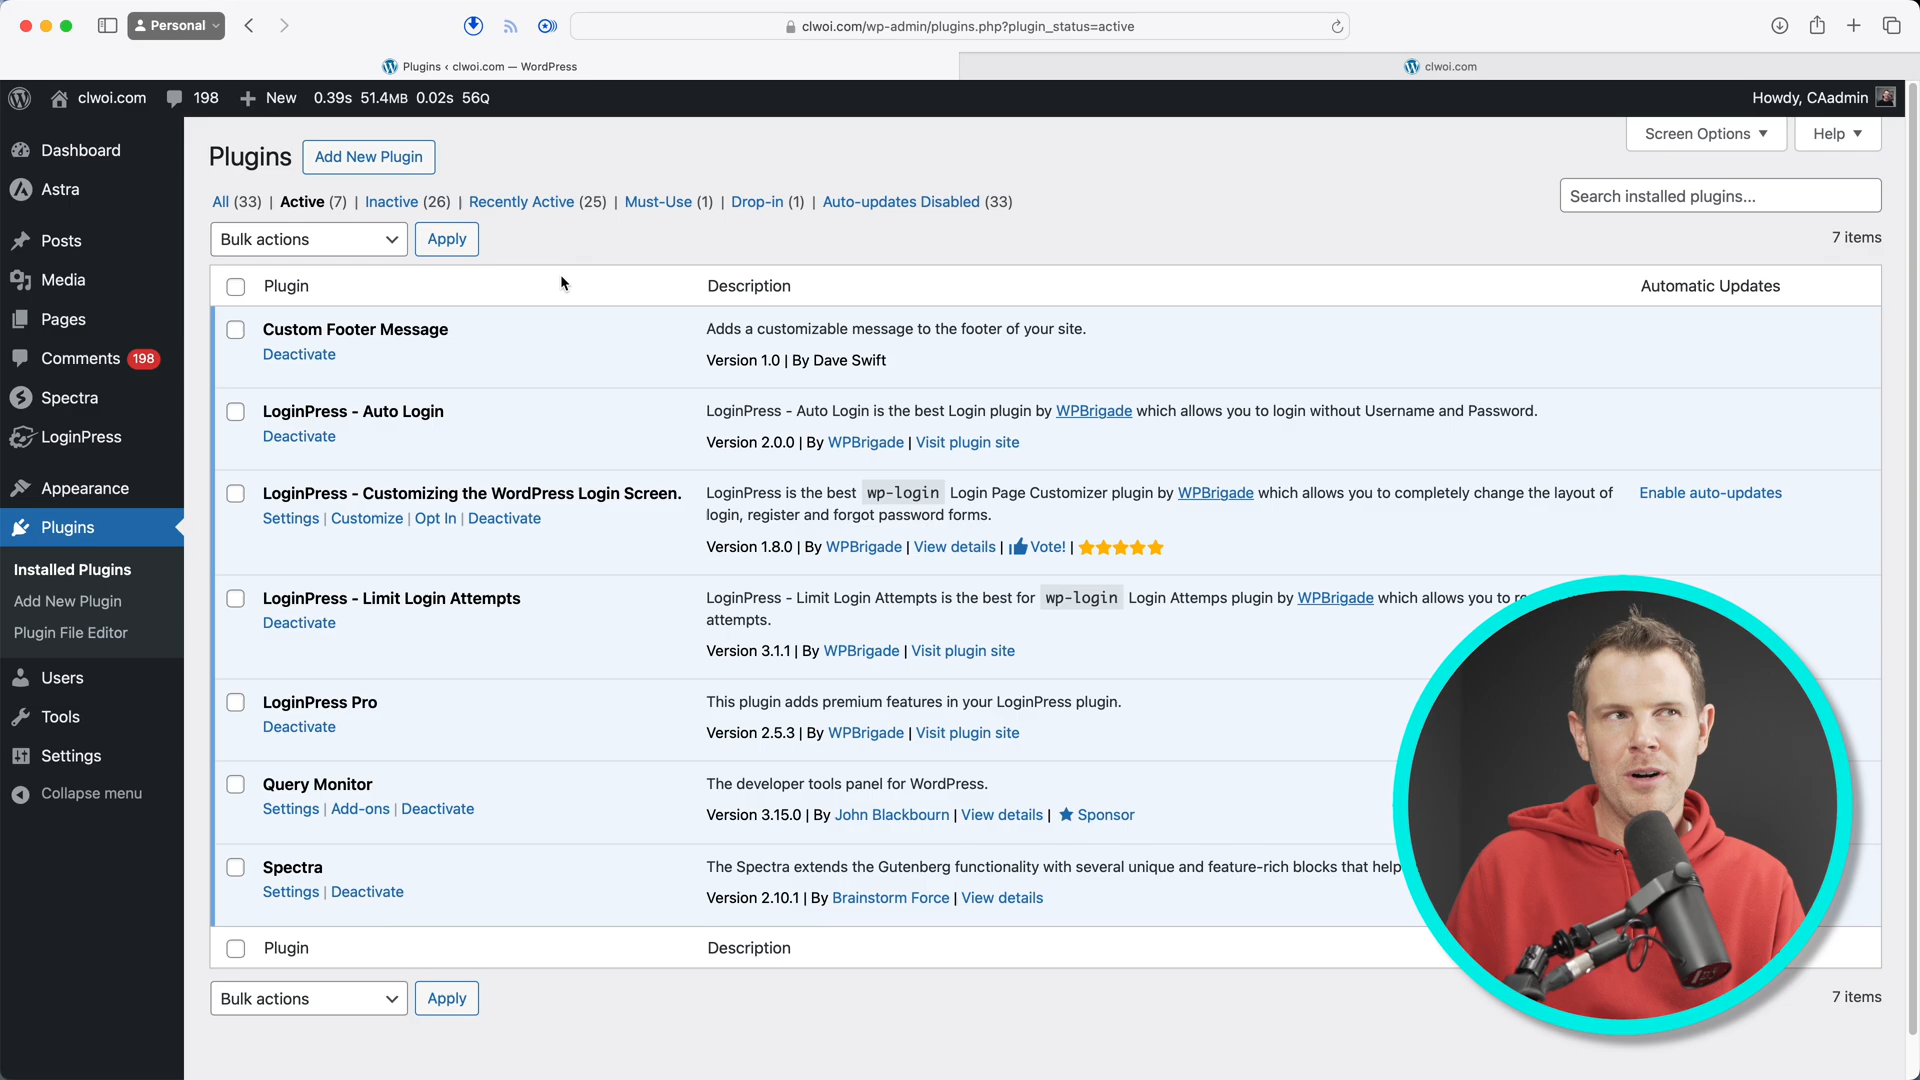 Personal
clwoi.com/wp-admin/plugins.php?plugin_status=active
Plugins ‹ clwoi.com — WordPress
clwoi.com
clwoi.com 198 New 0.39s 51.4MB 0.02s 56Q
Howdy, CAadmin
Dashboard
Astra
Posts
Media
Pages
Comments 198
Spectra
LoginPress
Appearance
Plugins
Installed Plugins
Add New Plugin
Plugin File Editor
Users
Tools
Settings
Collapse menu
Plugins Add New Plugin
Screen Options Help
All (33) | Active (7) | Inactive (26) | Recently Active (25) | Must-Use (1) | Drop-in (1) | Auto-updates Disabled (33)
Search installed plugins...
Bulk actions Apply
7 items
Plugin Description Automatic Updates
Custom Footer Message
Deactivate
Adds a customizable message to the footer of your site.
Version 1.0 | By Dave Swift
LoginPress - Auto Login
Deactivate
LoginPress - Auto Login is the best Login plugin by WPBrigade which allows you to login without Username and Password.
Version 2.0.0 | By WPBrigade | Visit plugin site
LoginPress - Customizing the WordPress Login Screen.
Settings | Customize | Opt In | Deactivate
LoginPress is the best wp-login Login Page Customizer plugin by WPBrigade which allows you to completely change the layout of
login, register and forgot password forms.
Version 1.8.0 | By WPBrigade | View details | Vote! |
Enable auto-updates
LoginPress - Limit Login Attempts
Deactivate
LoginPress - Limit Login Attempts is the best for wp-login Login Attemps plugin by WPBrigade which allows you to
attempts.
Version 3.1.1 | By WPBrigade | Visit plugin site
LoginPress Pro
Deactivate
This plugin adds premium features in your LoginPress plugin.
Version 2.5.3 | By WPBrigade | Visit plugin site
Query Monitor
Settings | Add-ons | Deactivate
The developer tools panel for WordPress.
Version 3.15.0 | By John Blackbourn | View details | Sponsor
Spectra
Settings | Deactivate
The Spectra extends the Gutenberg functionality with several unique and feature-rich blocks that help
Version 2.10.1 | By Brainstorm Force | View details
Plugin Description
Bulk actions Apply
7 items